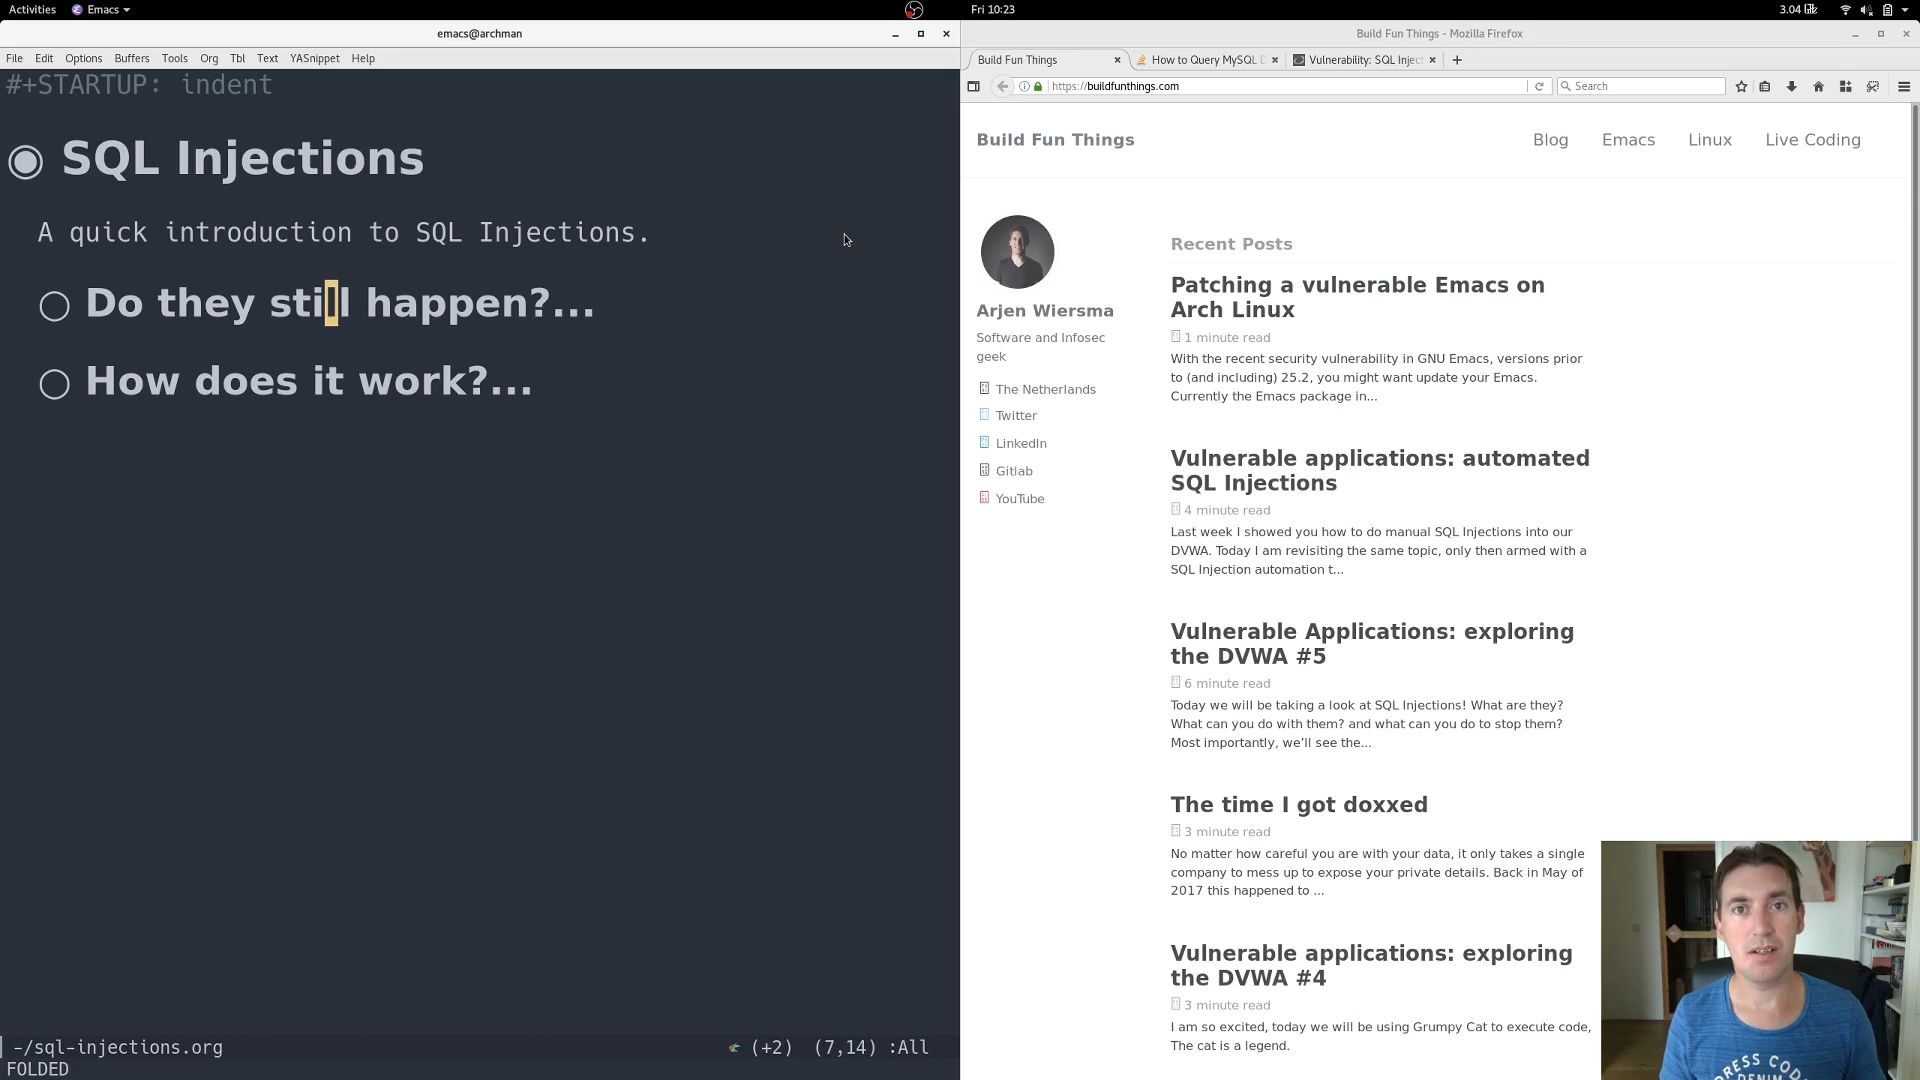 Activities
Emacs
Fri 10:23
3.04
emacs@archman
File Edit Options Buffers Tools Org Tbl Text YASnippet Help
#+STARTUP: indent
SQL Injections
A quick introduction to SQL Injections.
Do they still happen?...
How does it work?...
~/sql-injections.org
(+2) (7,14) :All
FOLDED
Build Fun Things - Mozilla Firefox
Build Fun Things
How to Query MySQL
Vulnerability: SQL Inject
https://buildfunthings.com
Search
Build Fun Things
Blog Emacs Linux Live Coding
Arjen Wiersma
Software and Infosec
geek
The Netherlands
Twitter
LinkedIn
Gitlab
YouTube
Recent Posts
Patching a vulnerable Emacs on
Arch Linux
1 minute read
With the recent security vulnerability in GNU Emacs, versions prior
to (and including) 25.2, you might want update your Emacs.
Currently the Emacs package in...
Vulnerable applications: automated
SQL Injections
4 minute read
Last week I showed you how to do manual SQL Injections into our
DVWA. Today I am revisiting the same topic, only then armed with a
SQL Injection automation t...
Vulnerable Applications: exploring
the DVWA #5
6 minute read
Today we will be taking a look at SQL Injections! What are they?
What can you do with them? and what can you do to stop them?
Most importantly, we’ll see the...
The time I got doxxed
3 minute read
No matter how careful you are with your data, it only takes a single
company to mess up to expose your private details. Back in May of
2017 this happened to ...
Vulnerable applications: exploring
the DVWA #4
3 minute read
I am so excited, today we will be using Grumpy Cat to execute code,
The cat is a legend.